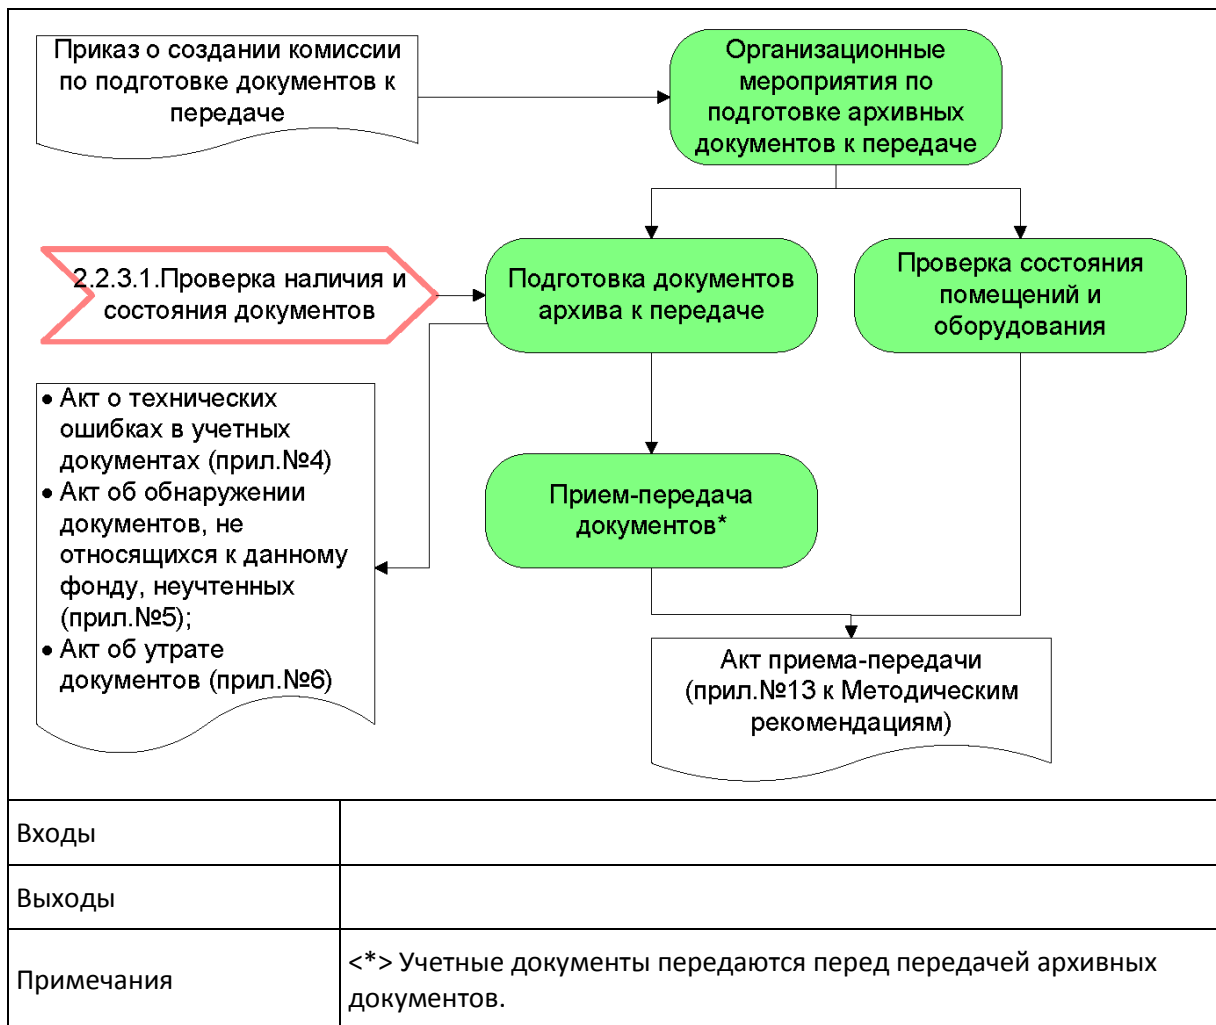 Приказ о создании комиссии
по подготовке документов к
передаче
Организационные
мероприятия по
подготовке архивных
документов к передаче
2.2.3.1.Проверка наличия и
состояния документов
Подготовка документов
архива к передаче
Проверка состояния
помещений и
оборудования
• Акт о технических
ошибках в учетных
документах (прил.№4)
• Акт об обнаружении
документов, не
относящихся к данному
фонду, неучтенных
(прил.№5);
• Акт об утрате
документов (прил.№6)
Прием-передача
документов*
Акт приема-передачи
(прил.№13 к Методическим
рекомендациям)
Входы
Выходы
Примечания
<*> Учетные документы передаются перед передачей архивных
документов.